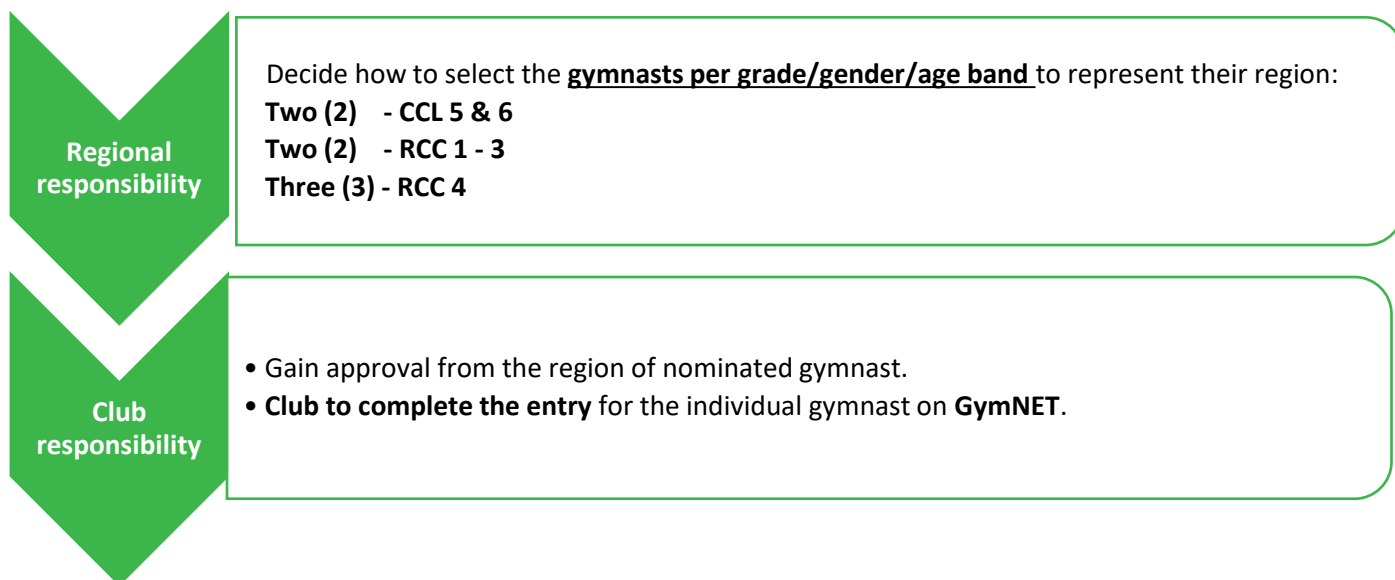 Regional
responsibility
Decide how to select the gymnasts per grade/gender/age band to represent their region:
Two (2) - CCL 5 & 6
Two (2) - RCC 1 - 3
Three (3) - RCC 4
Club
responsibility
• Gain approval from the region of nominated gymnast.
• Club to complete the entry for the individual gymnast on GymNET.